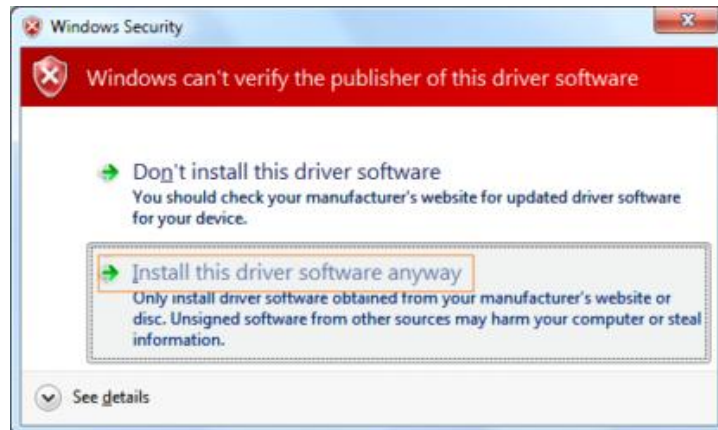 Windows Security
Windows can't verify the publisher of this driver software
Don't install this driver software
You should check your manufacturer's website for updated driver software
for your device.
Install this driver software anyway
Only install driver software obtained from your manufacturer's website or
disc. Unsigned software from other sources may harm your computer or steal
information.
See details